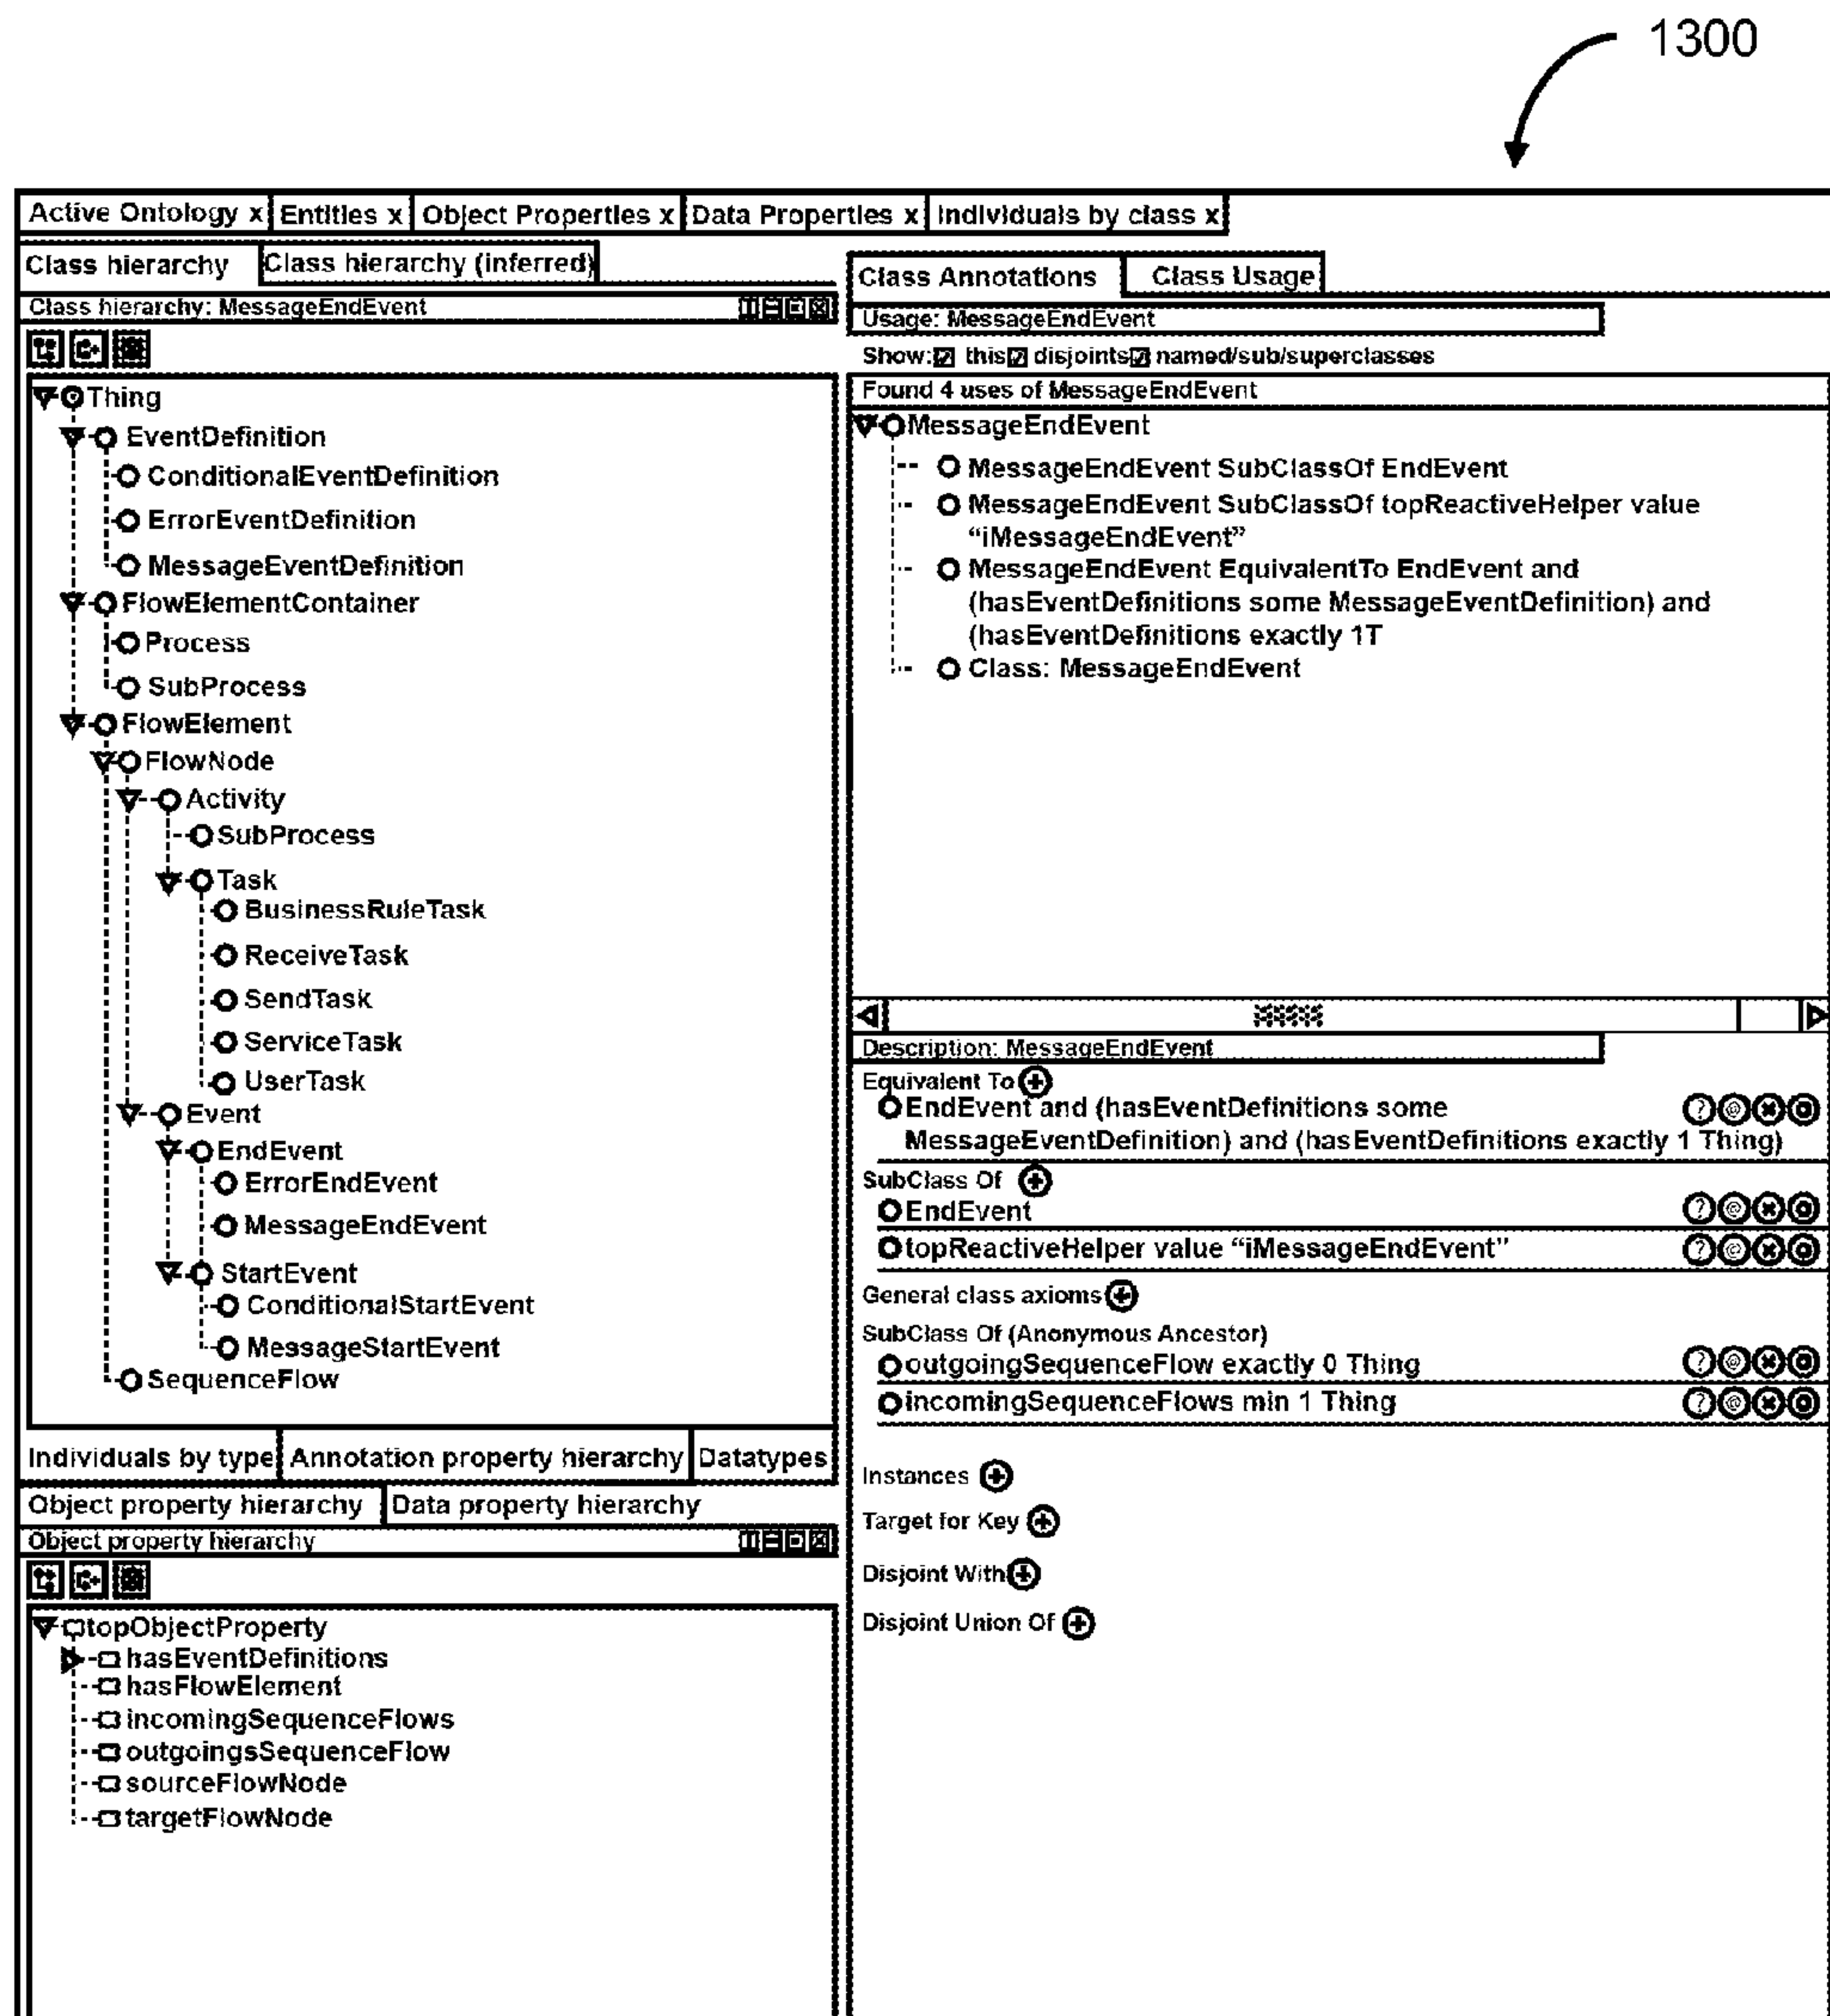 1300
Active Ontology x Entities x Object Properties x Data Properties x Individuals by class x
Class hierarchy Class hierarchy (inferred)
Class hierarchy: MessageEndEvent
Thing
EventDefinition
ConditionalEventDefinition
ErrorEventDefinition
MessageEventDefinition
FlowElementContainer
Process
SubProcess
FlowElement
FlowNode
Activity
SubProcess
Task
BusinessRuleTask
ReceiveTask
SendTask
ServiceTask
UserTask
Event
EndEvent
ErrorEndEvent
MessageEndEvent
StartEvent
ConditionalStartEvent
MessageStartEvent
SequenceFlow
Individuals by type Annotation property hierarchy Datatypes
Object property hierarchy Data property hierarchy
Object property hierarchy
topObjectProperty
hasEventDefinitions
hasFlowElement
incomingSequenceFlows
outgoingsSequenceFlow
sourceFlowNode
targetFlowNode
Class Annotations Class Usage
Usage: MessageEndEvent
Show: this disjoints named/sub/superclasses
Found 4 uses of MessageEndEvent
MessageEndEvent
MessageEndEvent SubClassOf EndEvent
MessageEndEvent SubClassOf topReactiveHelper value
“iMessageEndEvent”
MessageEndEvent EquivalentTo EndEvent and
(hasEventDefinitions some MessageEventDefinition) and
(hasEventDefinitions exactly 1T
Class: MessageEndEvent
Description: MessageEndEvent
Equivalent To
EndEvent and (hasEventDefinitions some
MessageEventDefinition) and (hasEventDefinitions exactly 1 Thing)
SubClass Of
EndEvent
topReactiveHelper value “iMessageEndEvent”
General class axioms
SubClass Of (Anonymous Ancestor)
outgoingSequenceFlow exactly 0 Thing
incomingSequenceFlows min 1 Thing
Instances
Target for Key
Disjoint With
Disjoint Union Of